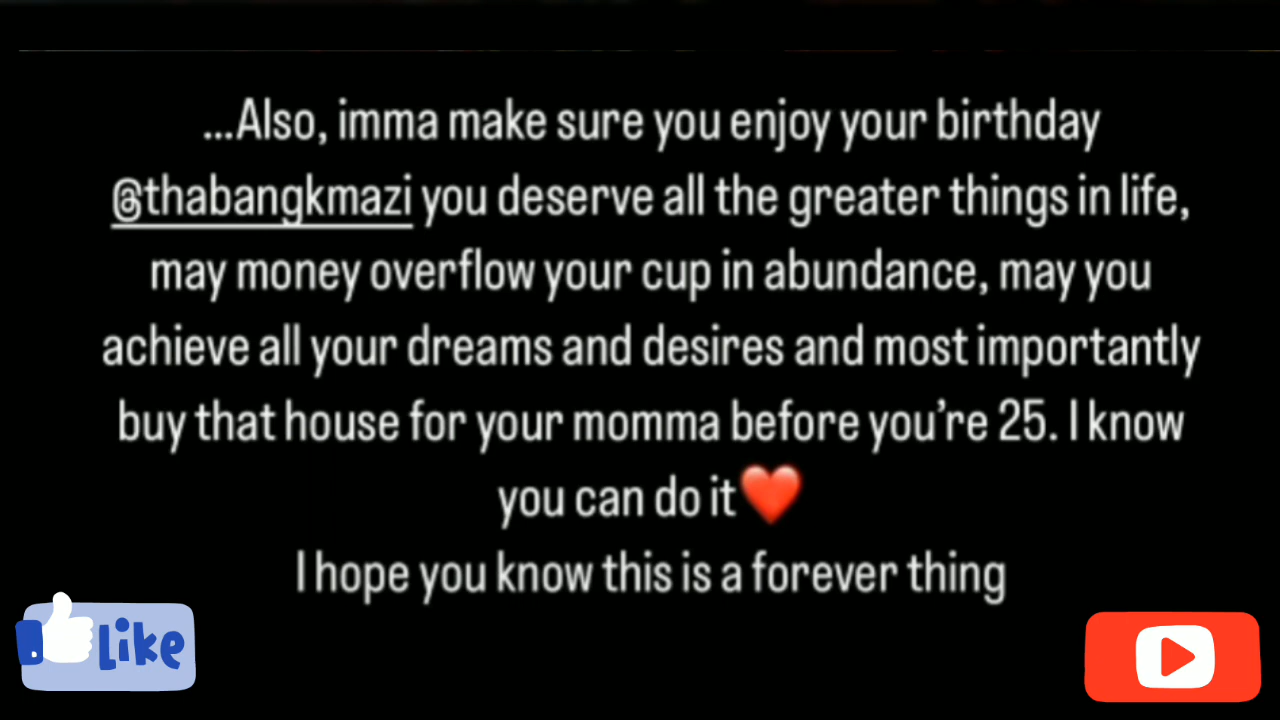 ...Also, imma make sure you enjoy your birthday
@thabangkmazi you deserve all the greater things in life,
may money overflow your cup in abundance, may you
achieve all your dreams and desires and most importantly
buy that house for your momma before you’re 25. I know
you can do it❤️
I hope you know this is a forever thing
Like